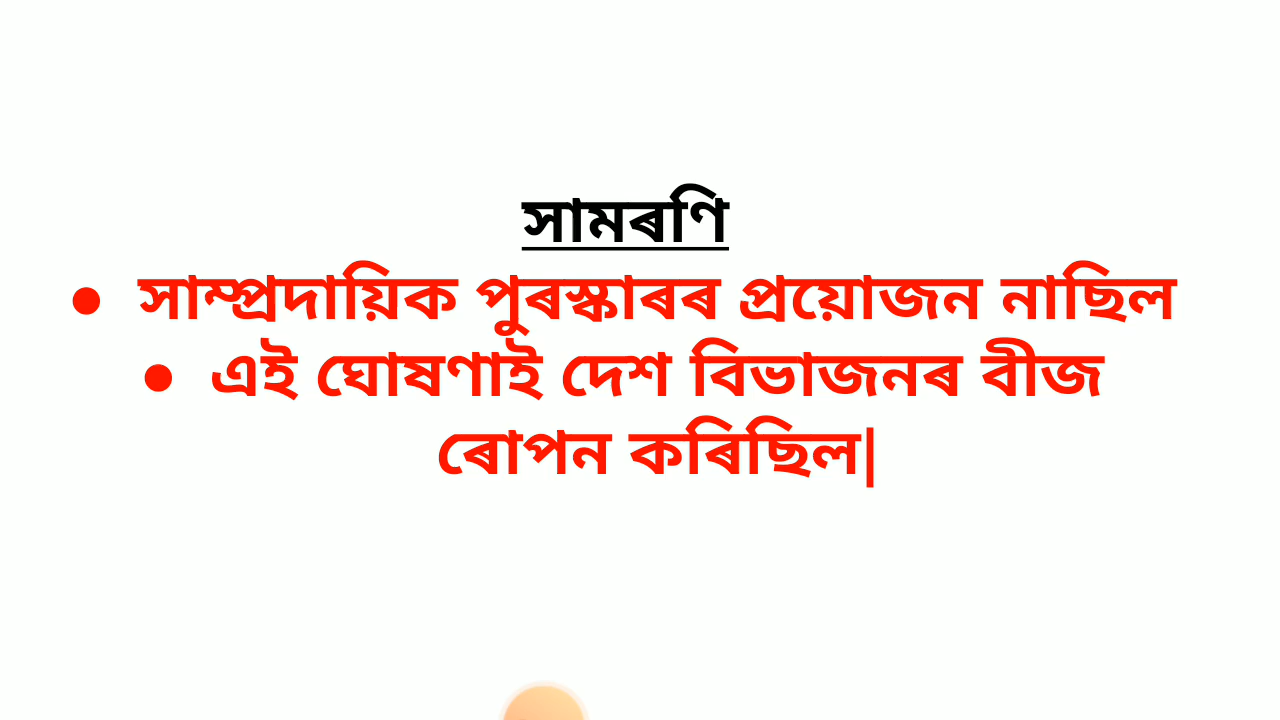 সামৰণি
● সাম্প্ৰদায়িক পুৰস্কাৰৰ প্ৰয়োজন নাছিল
● এই ঘোষণাই দেশ বিভাজনৰ বীজ
ৰোপন কৰিছিল|